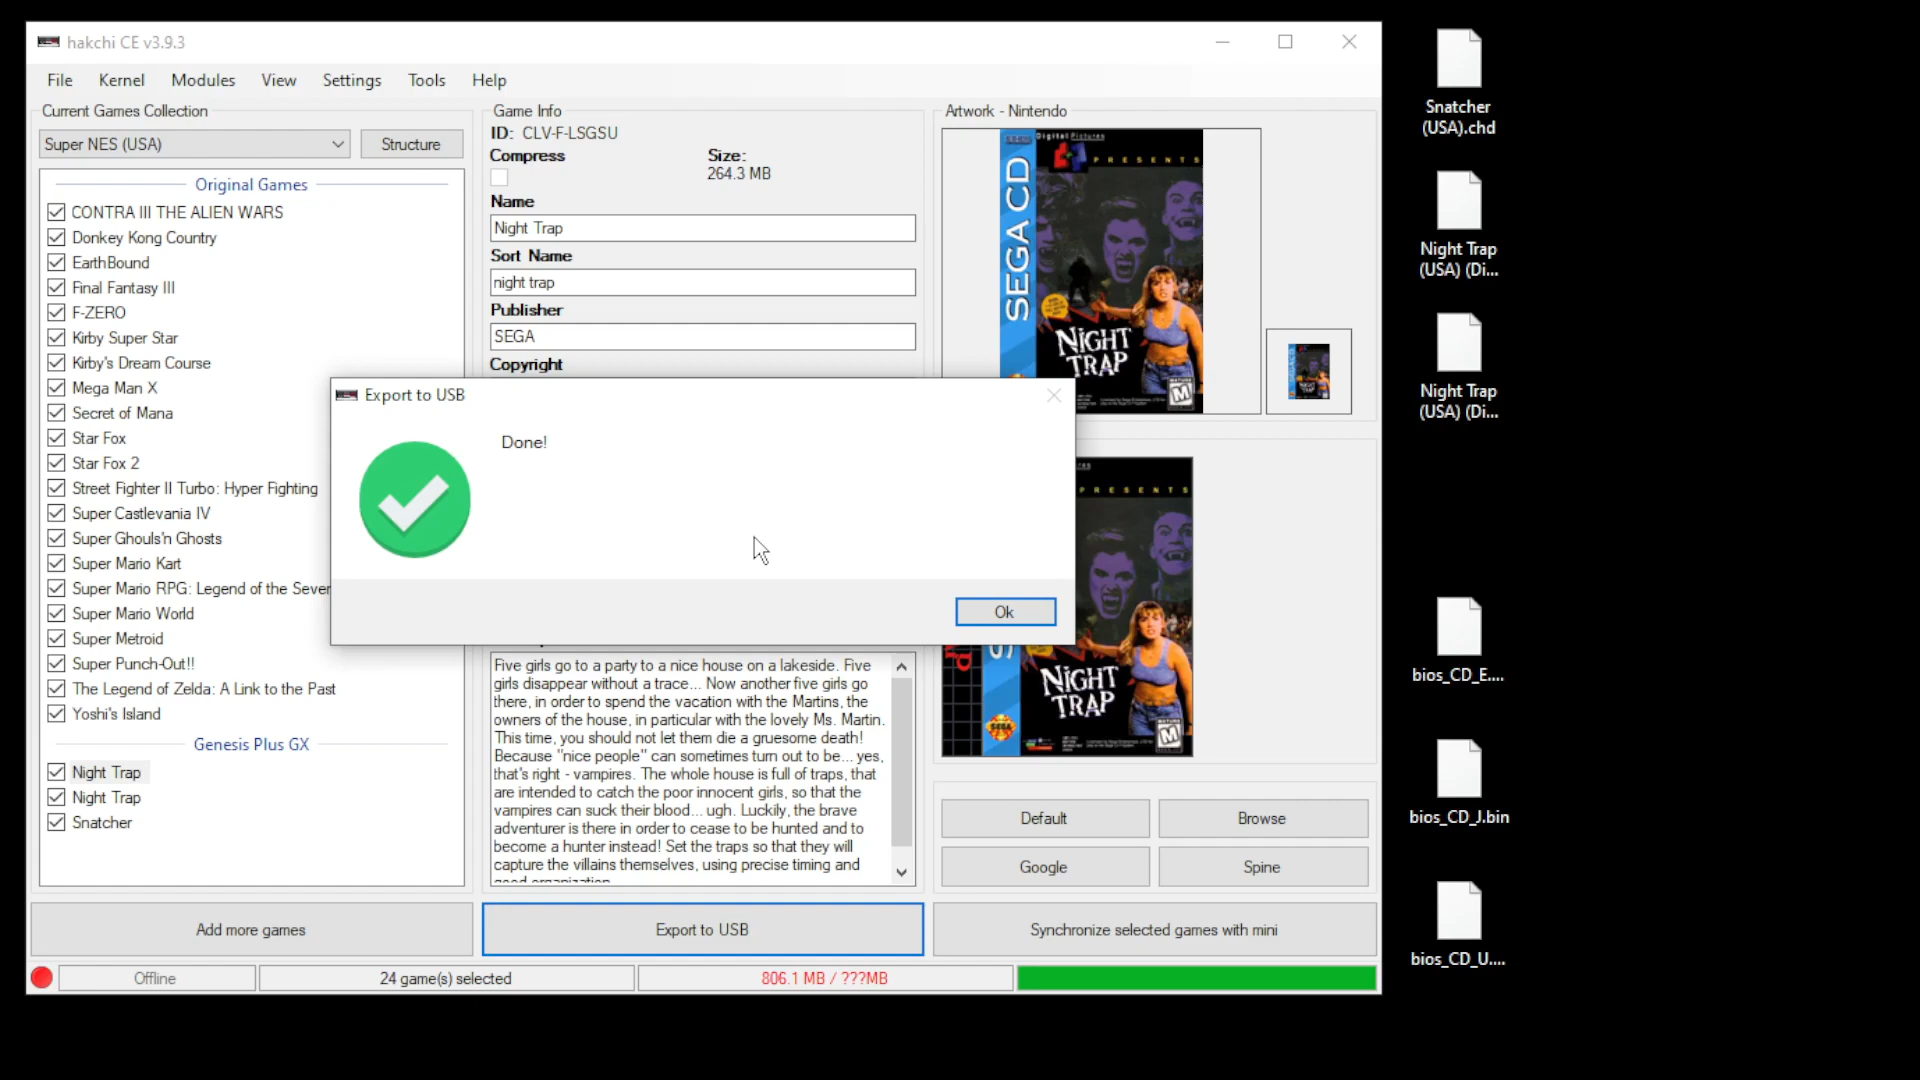 hakchi CE v3.9.3
File Kernel Modules View Settings Tools Help
Current Games Collection
Super NES (USA)
Structure
Original Games
CONTRA III THE ALIEN WARS
Donkey Kong Country
EarthBound
Final Fantasy III
F-ZERO
Kirby Super Star
Kirby's Dream Course
Mega Man X
Secret of Mana
Star Fox
Star Fox 2
Street Fighter II Turbo: Hyper Fighting
Super Castlevania IV
Super Ghouls'n Ghosts
Super Mario Kart
Super Mario RPG: Legend of the Sever
Super Mario World
Super Metroid
Super Punch-Out!!
The Legend of Zelda: A Link to the Past
Yoshi's Island
Genesis Plus GX
Night Trap
Night Trap
Snatcher
Game Info
ID: CLV-F-LSGSU
Compress
Size:
264.3 MB
Name
Night Trap
Sort Name
night trap
Publisher
SEGA
Copyright
Export to USB
Done!
Ok
Five girls go to a party to a nice house on a lakeside. Five
girls disappear without a trace... Now another five girls go
there, in order to spend the vacation with the Martins, the
owners of the house, in particular with the lovely Ms. Martin.
This time, you should not let them die a gruesome death!
Because "nice people" can sometimes turn out to be... yes,
that's right - vampires. The whole house is full of traps, that
are intended to catch the poor innocent girls, so that the
vampires can suck their blood... ugh. Luckily, the brave
adventurer is there in order to cease to be hunted and to
become a hunter instead! Set the traps so that they will
capture the villains themselves, using precise timing and
good organization.
Artwork - Nintendo
Digital Pictures
PRESENTS
SEGA CD
NIGHT
TRAP
M
PRESENTS
NIGHT
TRAP
SEGA
M
Default
Browse
Google
Spine
Add more games
Export to USB
Synchronize selected games with mini
Offline
24 game(s) selected
806.1 MB / ???MB
Snatcher
(USA).chd
Night Trap
(USA) (Di...
Night Trap
(USA) (Di...
bios_CD_E....
bios_CD_J.bin
bios_CD_U....